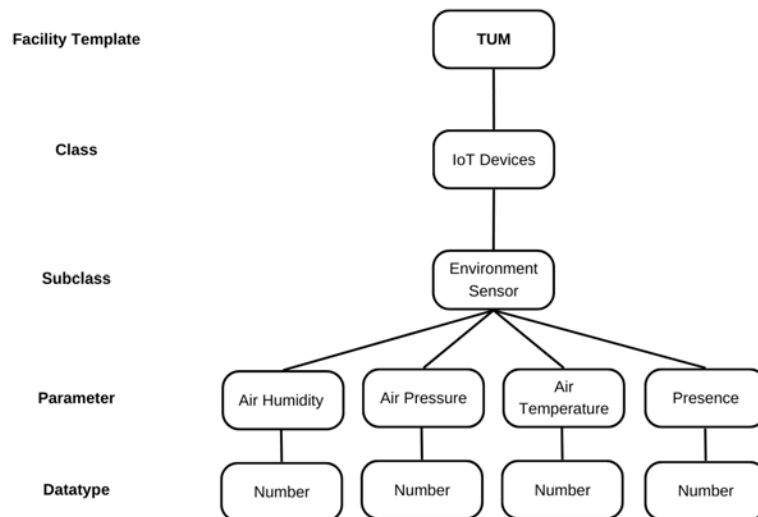 Facility Template
TUM
Class
IoT Devices
Subclass
Environment
Sensor
Parameter
Air Humidity
Air Pressure
Air
Temperature
Presence
Datatype
Number
Number
Number
Number